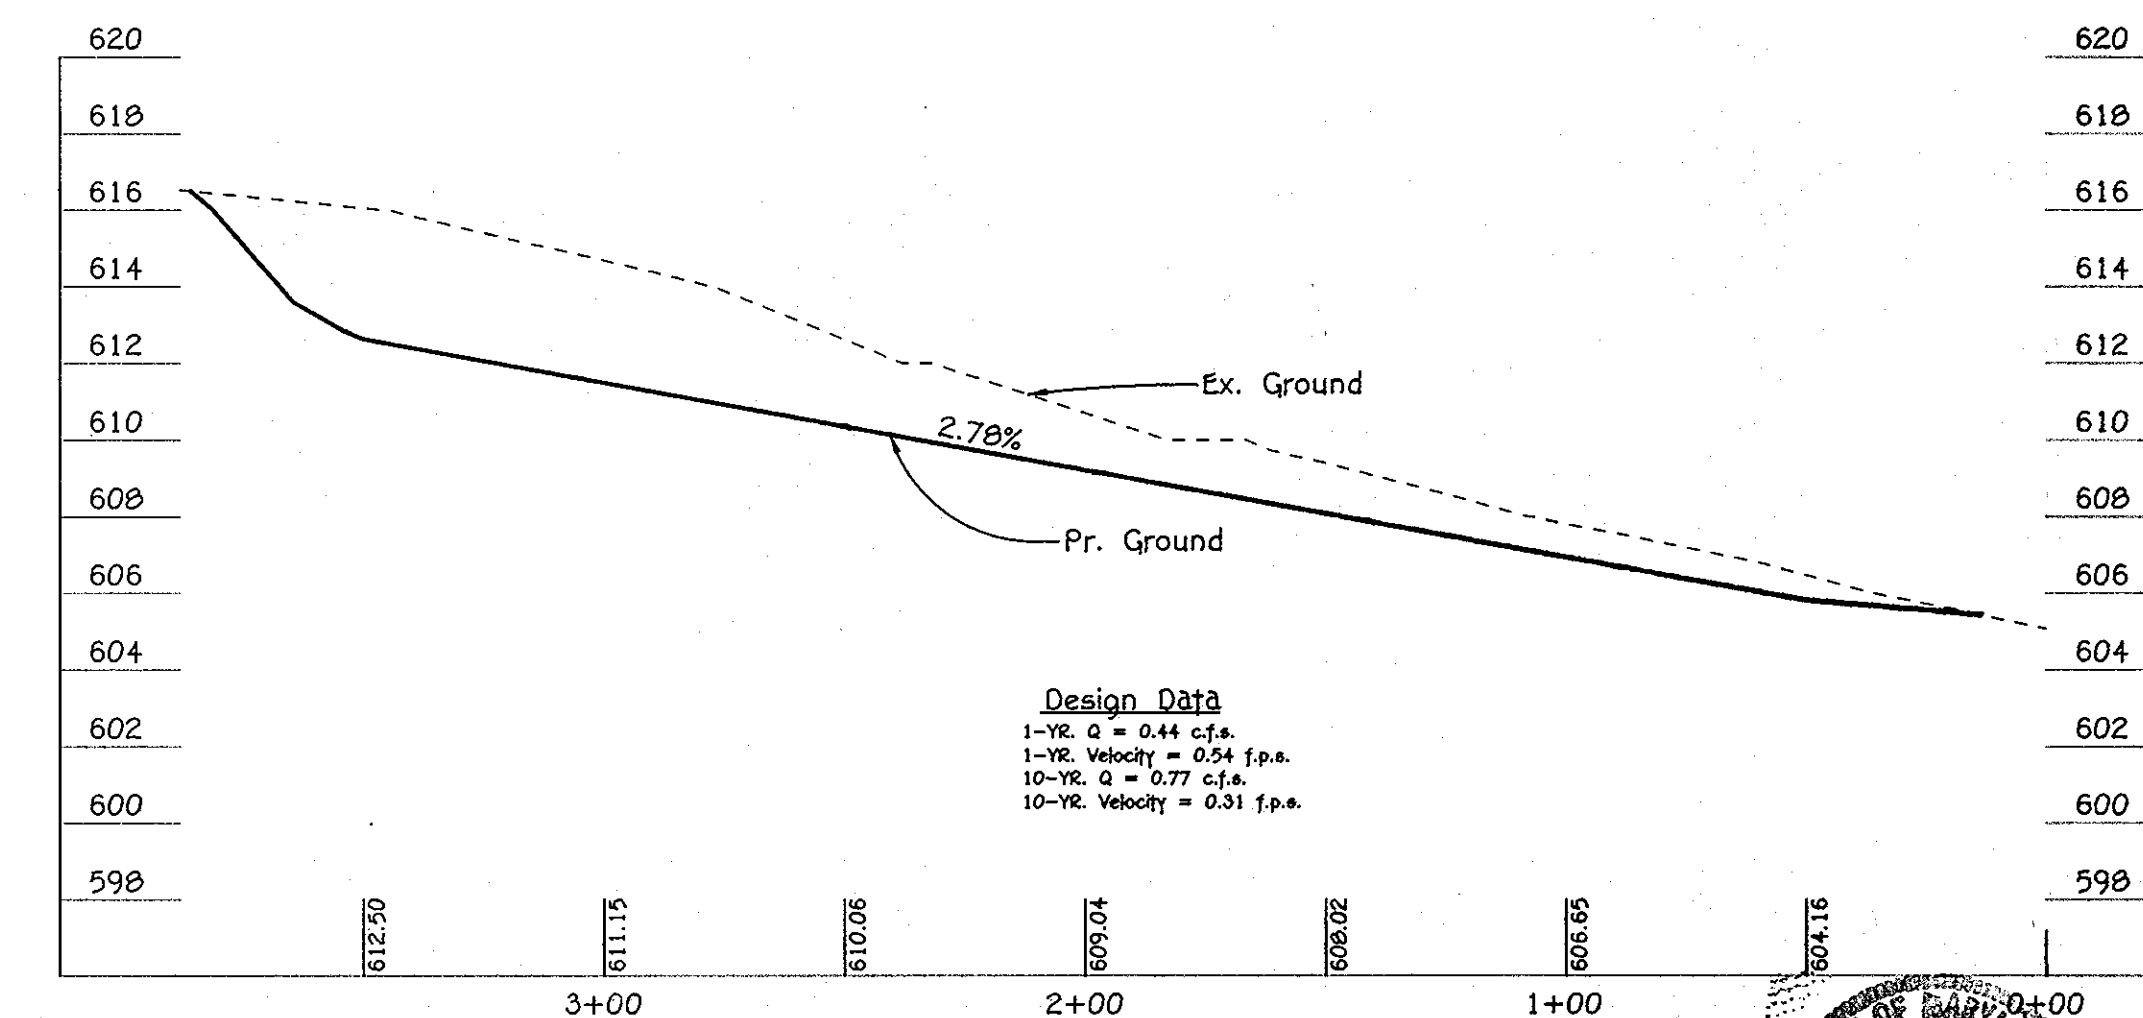 620 620
618 618
616 616
614 614
612 612
Ex. Ground
610 2.78% 610
608 608
Pr. Ground
606 606
604 604
Design Data
602 1-YR. Q = 0.44 c.f.s. 602
1-YR. Velocity = 0.54 f.p.s.
10-YR. Q = 0.77 c.f.s.
600 10-YR. Velocity = 0.31 f.p.s. 600
598 598
612.50 611.15 610.06 609.04 608.02 606.65 604.16
3+00 2+00 1+00 0+00
OF